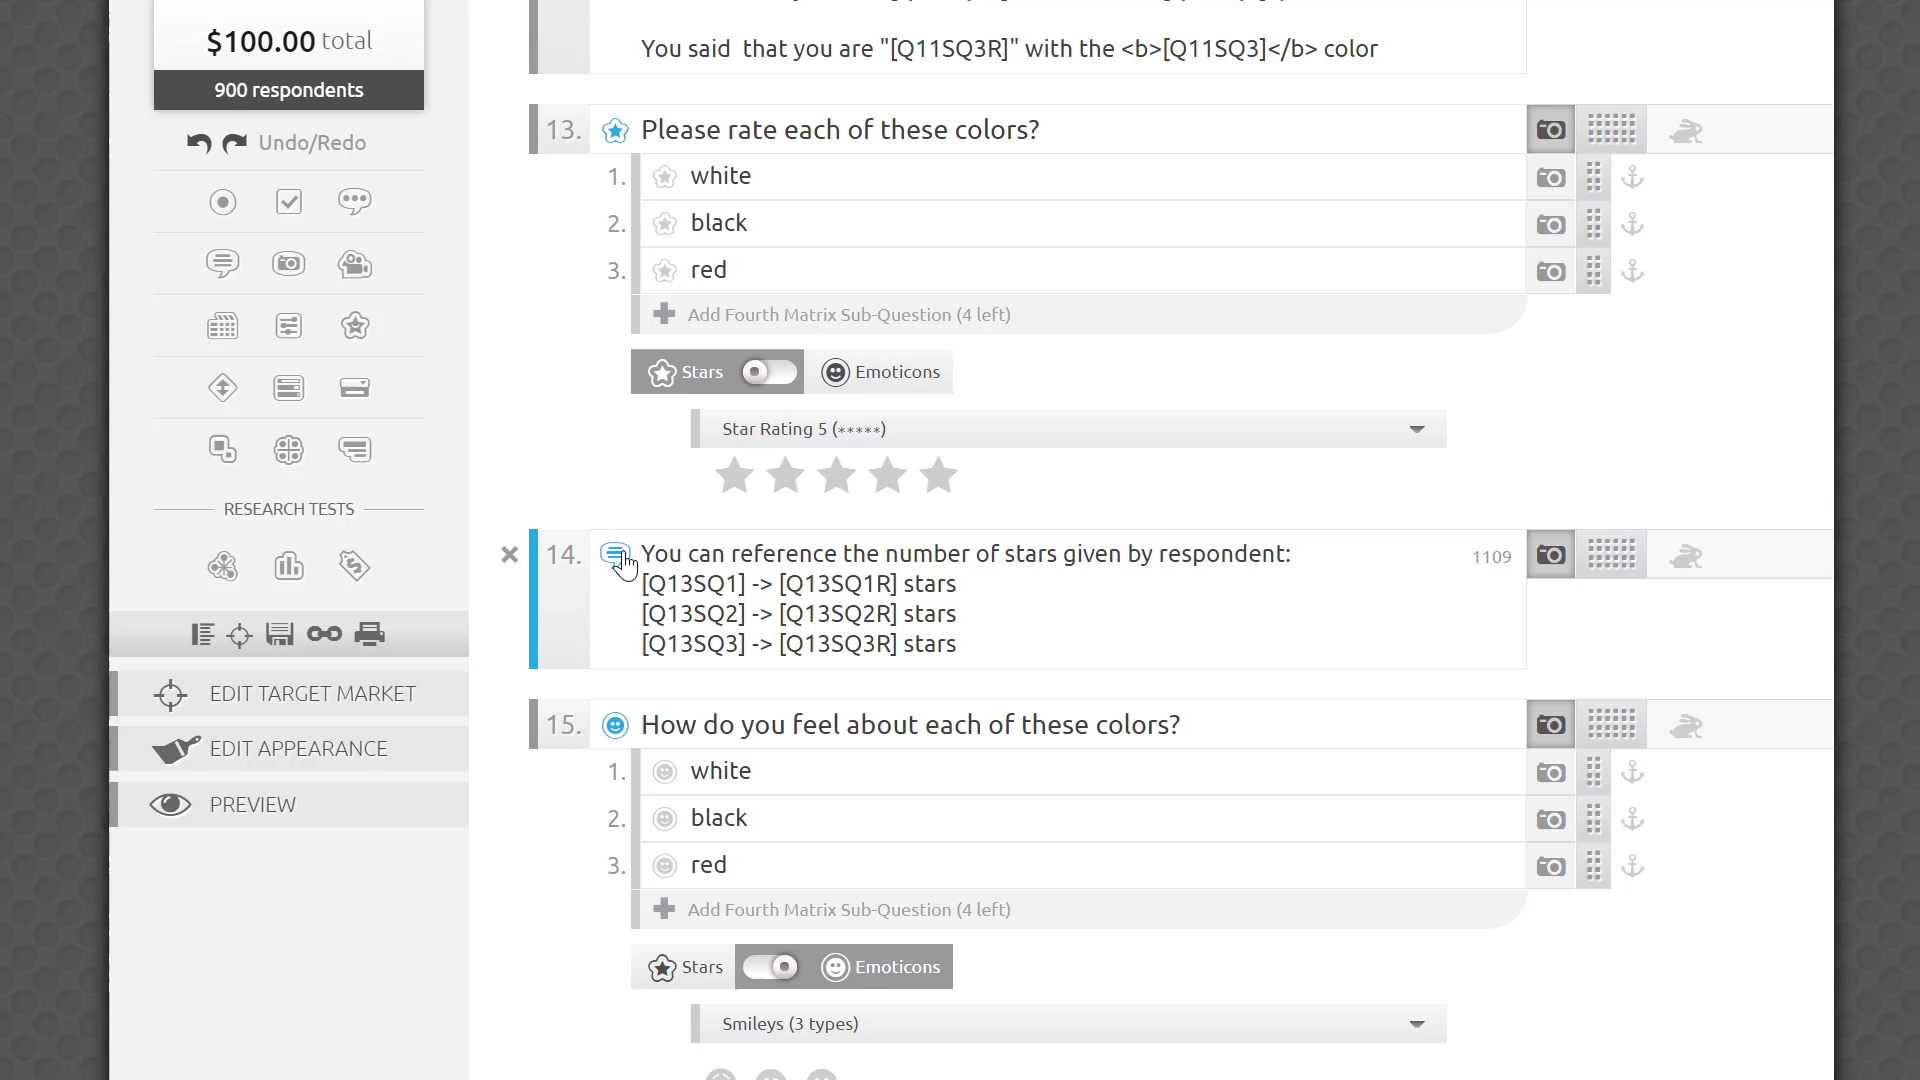 $100.00 total
900 respondents
Undo/Redo
RESEARCH TESTS
EDIT TARGET MARKET
EDIT APPEARANCE
PREVIEW
You said  that you are "[Q11SQ3R]" with the <b>[Q11SQ3]</b> color
13. Please rate each of these colors?
1. white
2. black
3. red
Add Fourth Matrix Sub-Question (4 left)
Stars Emoticons
Star Rating 5 (*****)
14. You can reference the number of stars given by respondent: 1109
[Q13SQ1] -> [Q13SQ1R] stars
[Q13SQ2] -> [Q13SQ2R] stars
[Q13SQ3] -> [Q13SQ3R] stars
15. How do you feel about each of these colors?
1. white
2. black
3. red
Add Fourth Matrix Sub-Question (4 left)
Stars Emoticons
Smileys (3 types)